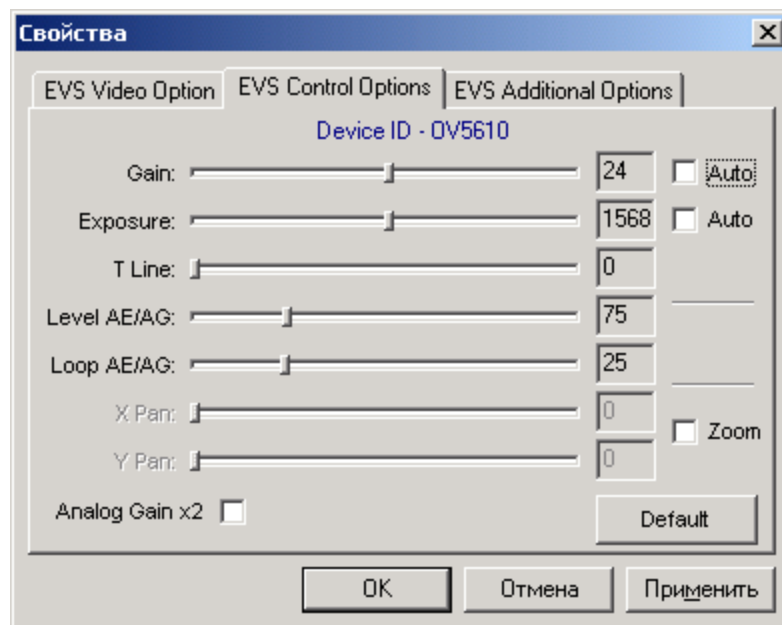 Свойства
EVS Video Option EVS Control Options EVS Additional Options
Device ID - OV5610
Gain: 24 Auto
Exposure: 1568 Auto
T Line: 0
Level AE/AG: 75
Loop AE/AG: 25
X Pan: 0
Zoom
Y Pan: 0
Analog Gain x2
Default
OK Отмена Применить